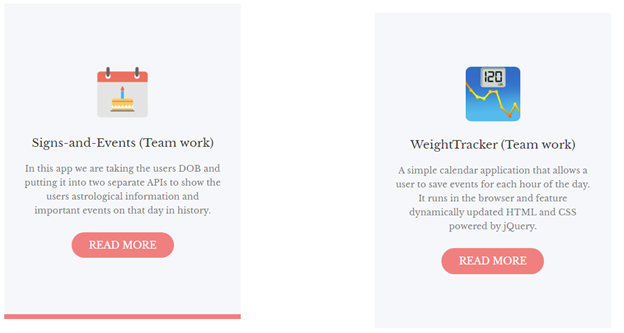 Signs-and-Events (Team work)
In this app we are taking the users DOB and
putting it into two separate APIs to show the
users astrological information and
important events on that day in history.
READ MORE
120
WeightTracker (Team work)
A simple calendar application that allows a
user to save events for each hour of the day.
It runs in the browser and feature
dynamically updated HTML and CSS
powered by jQuery.
READ MORE